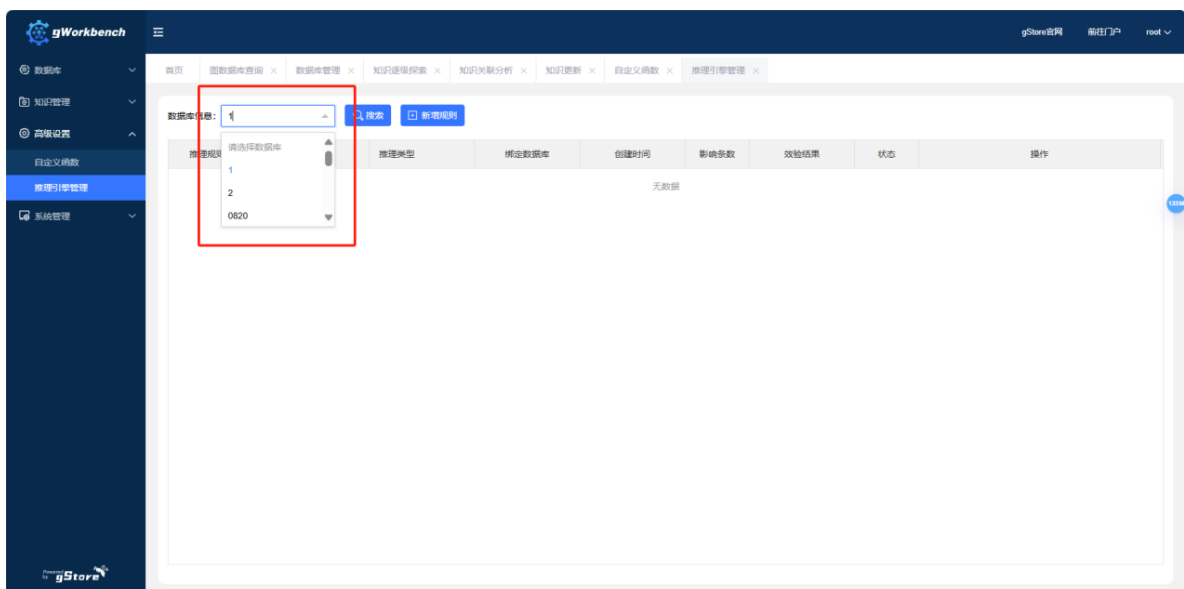 gWorkbench
gStore官网 前往门户 root
数据库
首页 图数据库查询 × 数据库管理 × 知识逐级探索 × 知识关联分析 × 知识更新 × 自定义函数 × 推理引擎管理 ×
知识管理
数据库信息: 1 搜索 新增规则
高级设置
推理规则 推理类型 绑定数据库 创建时间 影响条数 效验结果 状态 操作
请选择数据库
自定义函数
1
无数据
推理引擎管理
2
0820
系统管理
Powered by gStore